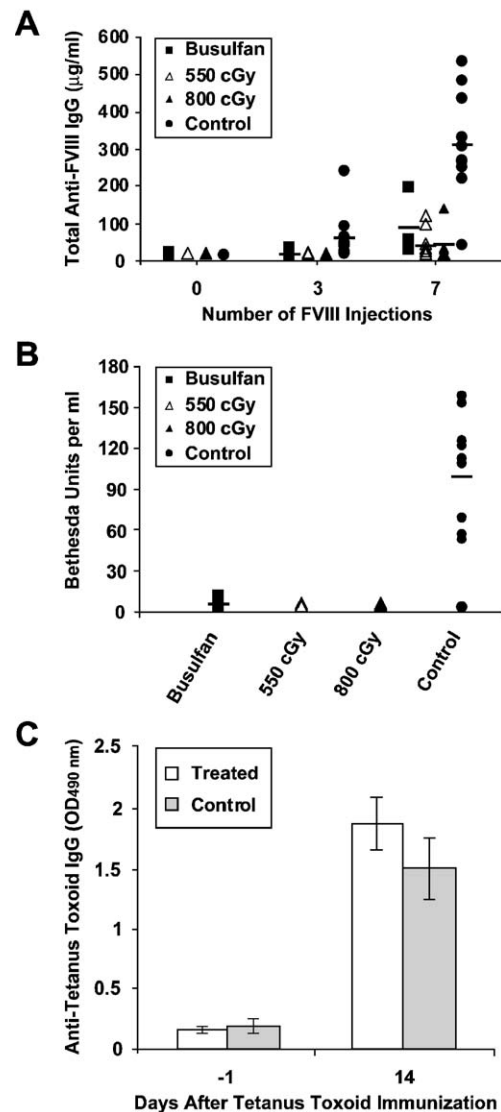 A
Total Anti-FVIII IgG (µg/ml)
600
500
400
300
200
100
0
■ Busulfan
△ 550 cGy
▲ 800 cGy
● Control
0 3 7
Number of FVIII Injections
B
Bethesda Units per ml
180
150
120
90
60
30
0
■ Busulfan
△ 550 cGy
▲ 800 cGy
● Control
Busulfan 550 cGy 800 cGy Control
C
Anti-Tetanus Toxoid IgG (OD490 nm)
2.5
2
1.5
1
0.5
0
Treated
Control
-1 14
Days After Tetanus Toxoid Immunization